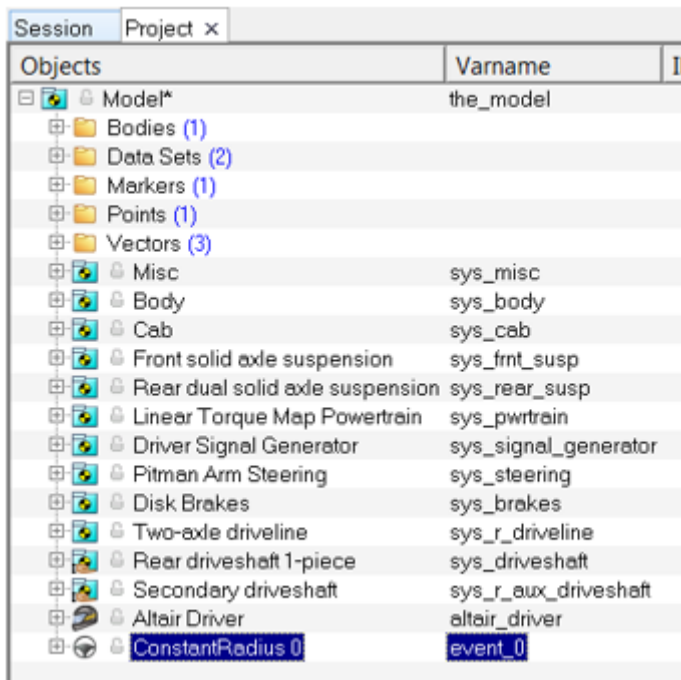 Session Project ×
Objects Varname
Model* the_model
Bodies (1)
Data Sets (2)
Markers (1)
Points (1)
Vectors (3)
Misc sys_misc
Body sys_body
Cab sys_cab
Front solid axle suspension sys_frnt_susp
Rear dual solid axle suspension sys_rear_susp
Linear Torque Map Powertrain sys_pwrtrain
Driver Signal Generator sys_signal_generator
Pitman Arm Steering sys_steering
Disk Brakes sys_brakes
Two-axle driveline sys_r_driveline
Rear driveshaft 1-piece sys_driveshaft
Secondary driveshaft sys_r_aux_driveshaft
Altair Driver altair_driver
ConstantRadius 0 event_0